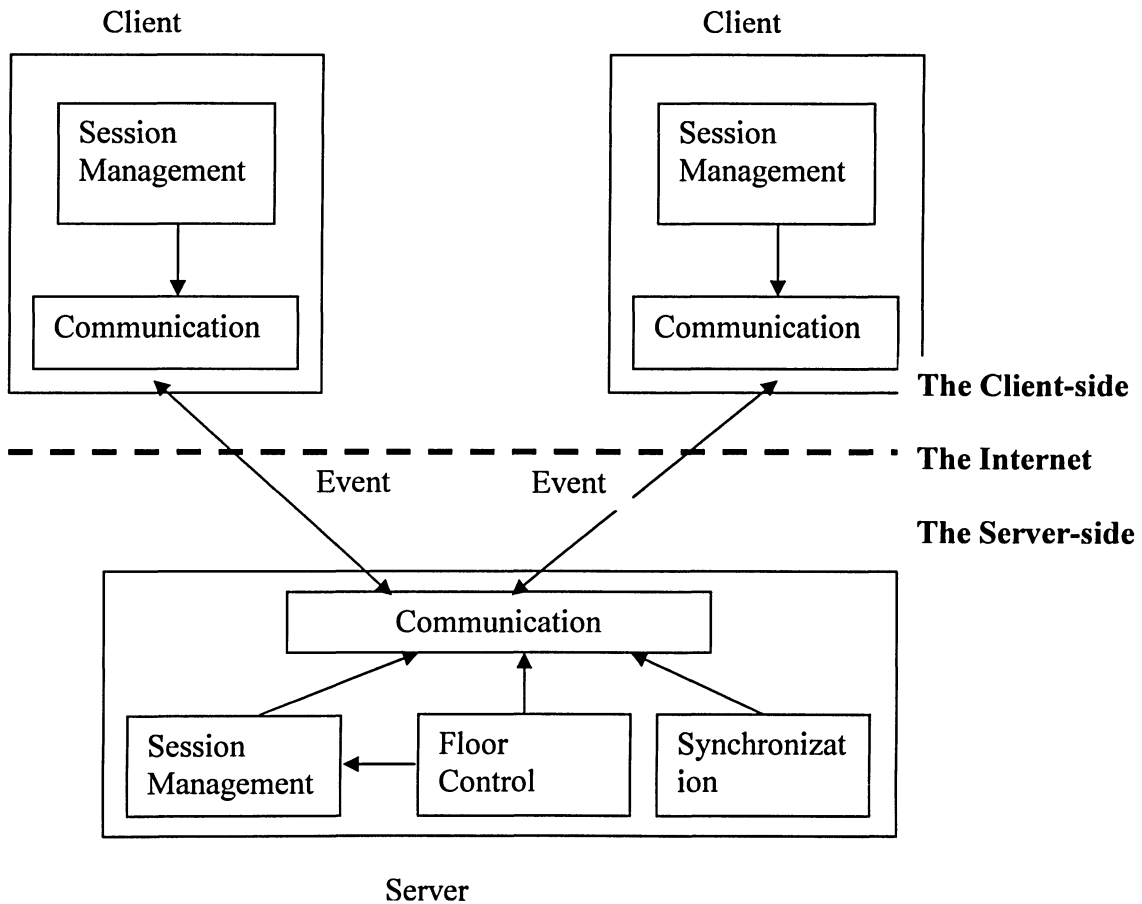 Client
Client
Session
Management
Session
Management
Communication
Communication
The Client-side
The Internet
Event
Event
The Server-side
Communication
Session
Management
Floor
Control
Synchronizat
ion
Server